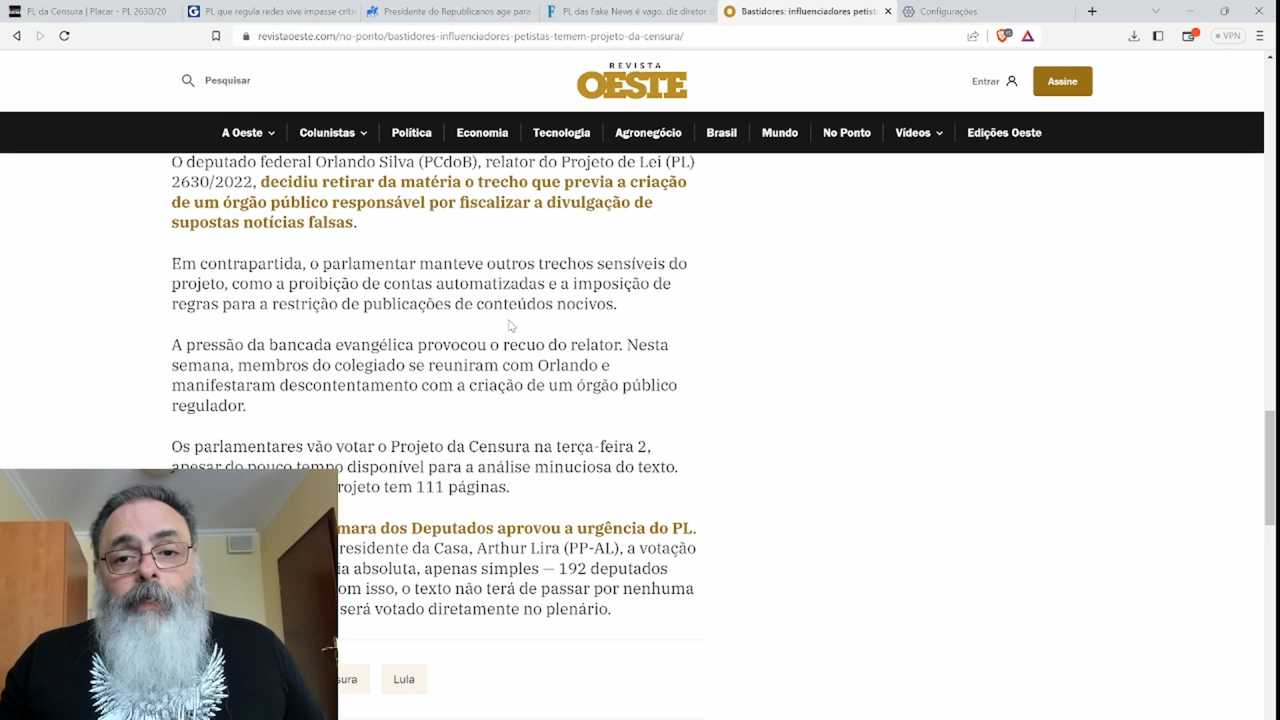 PL da Censura | Placar - PL 2630/20
PL que regula redes vive impasse críti
Presidente do Republicanos age para
PL das Fake News é vago, diz diretor d
Bastidores: influenciadores petist
Configurações
revistaoeste.com/no-ponto/bastidores-influenciadores-petistas-temem-projeto-da-censura/
VPN
Pesquisar
REVISTA
OESTE
Entrar
Assine
A Oeste
Colunistas
Política
Economia
Tecnologia
Agronegócio
Brasil
Mundo
No Ponto
Vídeos
Edições Oeste
O deputado federal Orlando Silva (PCdoB), relator do Projeto de Lei (PL)
2630/2022, decidiu retirar da matéria o trecho que previa a criação
de um órgão público responsável por fiscalizar a divulgação de
supostas notícias falsas.
Em contrapartida, o parlamentar manteve outros trechos sensíveis do
projeto, como a proibição de contas automatizadas e a imposição de
regras para a restrição de publicações de conteúdos nocivos.
A pressão da bancada evangélica provocou o recuo do relator. Nesta
semana, membros do colegiado se reuniram com Orlando e
manifestaram descontentamento com a criação de um órgão público
regulador.
Os parlamentares vão votar o Projeto da Censura na terça-feira 2,
apesar do pouco tempo disponível para a análise minuciosa do texto.
rojeto tem 111 páginas.
mara dos Deputados aprovou a urgência do PL.
residente da Casa, Arthur Lira (PP-AL), a votação
ia absoluta, apenas simples — 192 deputados
om isso, o texto não terá de passar por nenhuma
será votado diretamente no plenário.
sura
Lula